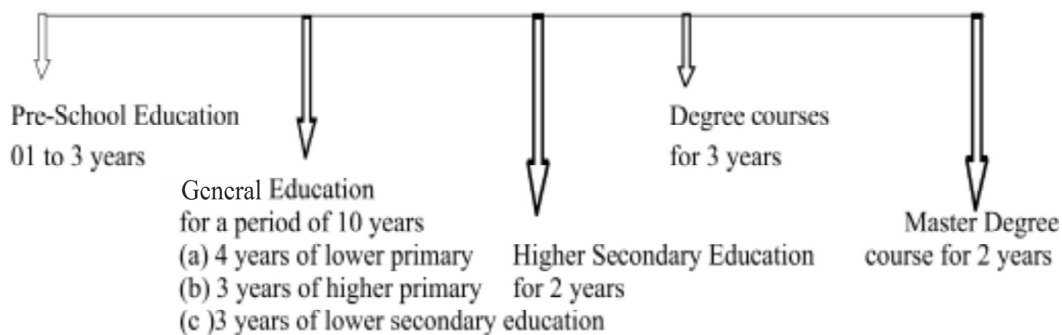 Pre-School Education
01 to 3 years
General Education
for a period of 10 years
(a) 4 years of lower primary
(b) 3 years of higher primary
(c )3 years of lower secondary education
Higher Secondary Education
for 2 years
Degree courses
for 3 years
Master Degree
course for 2 years